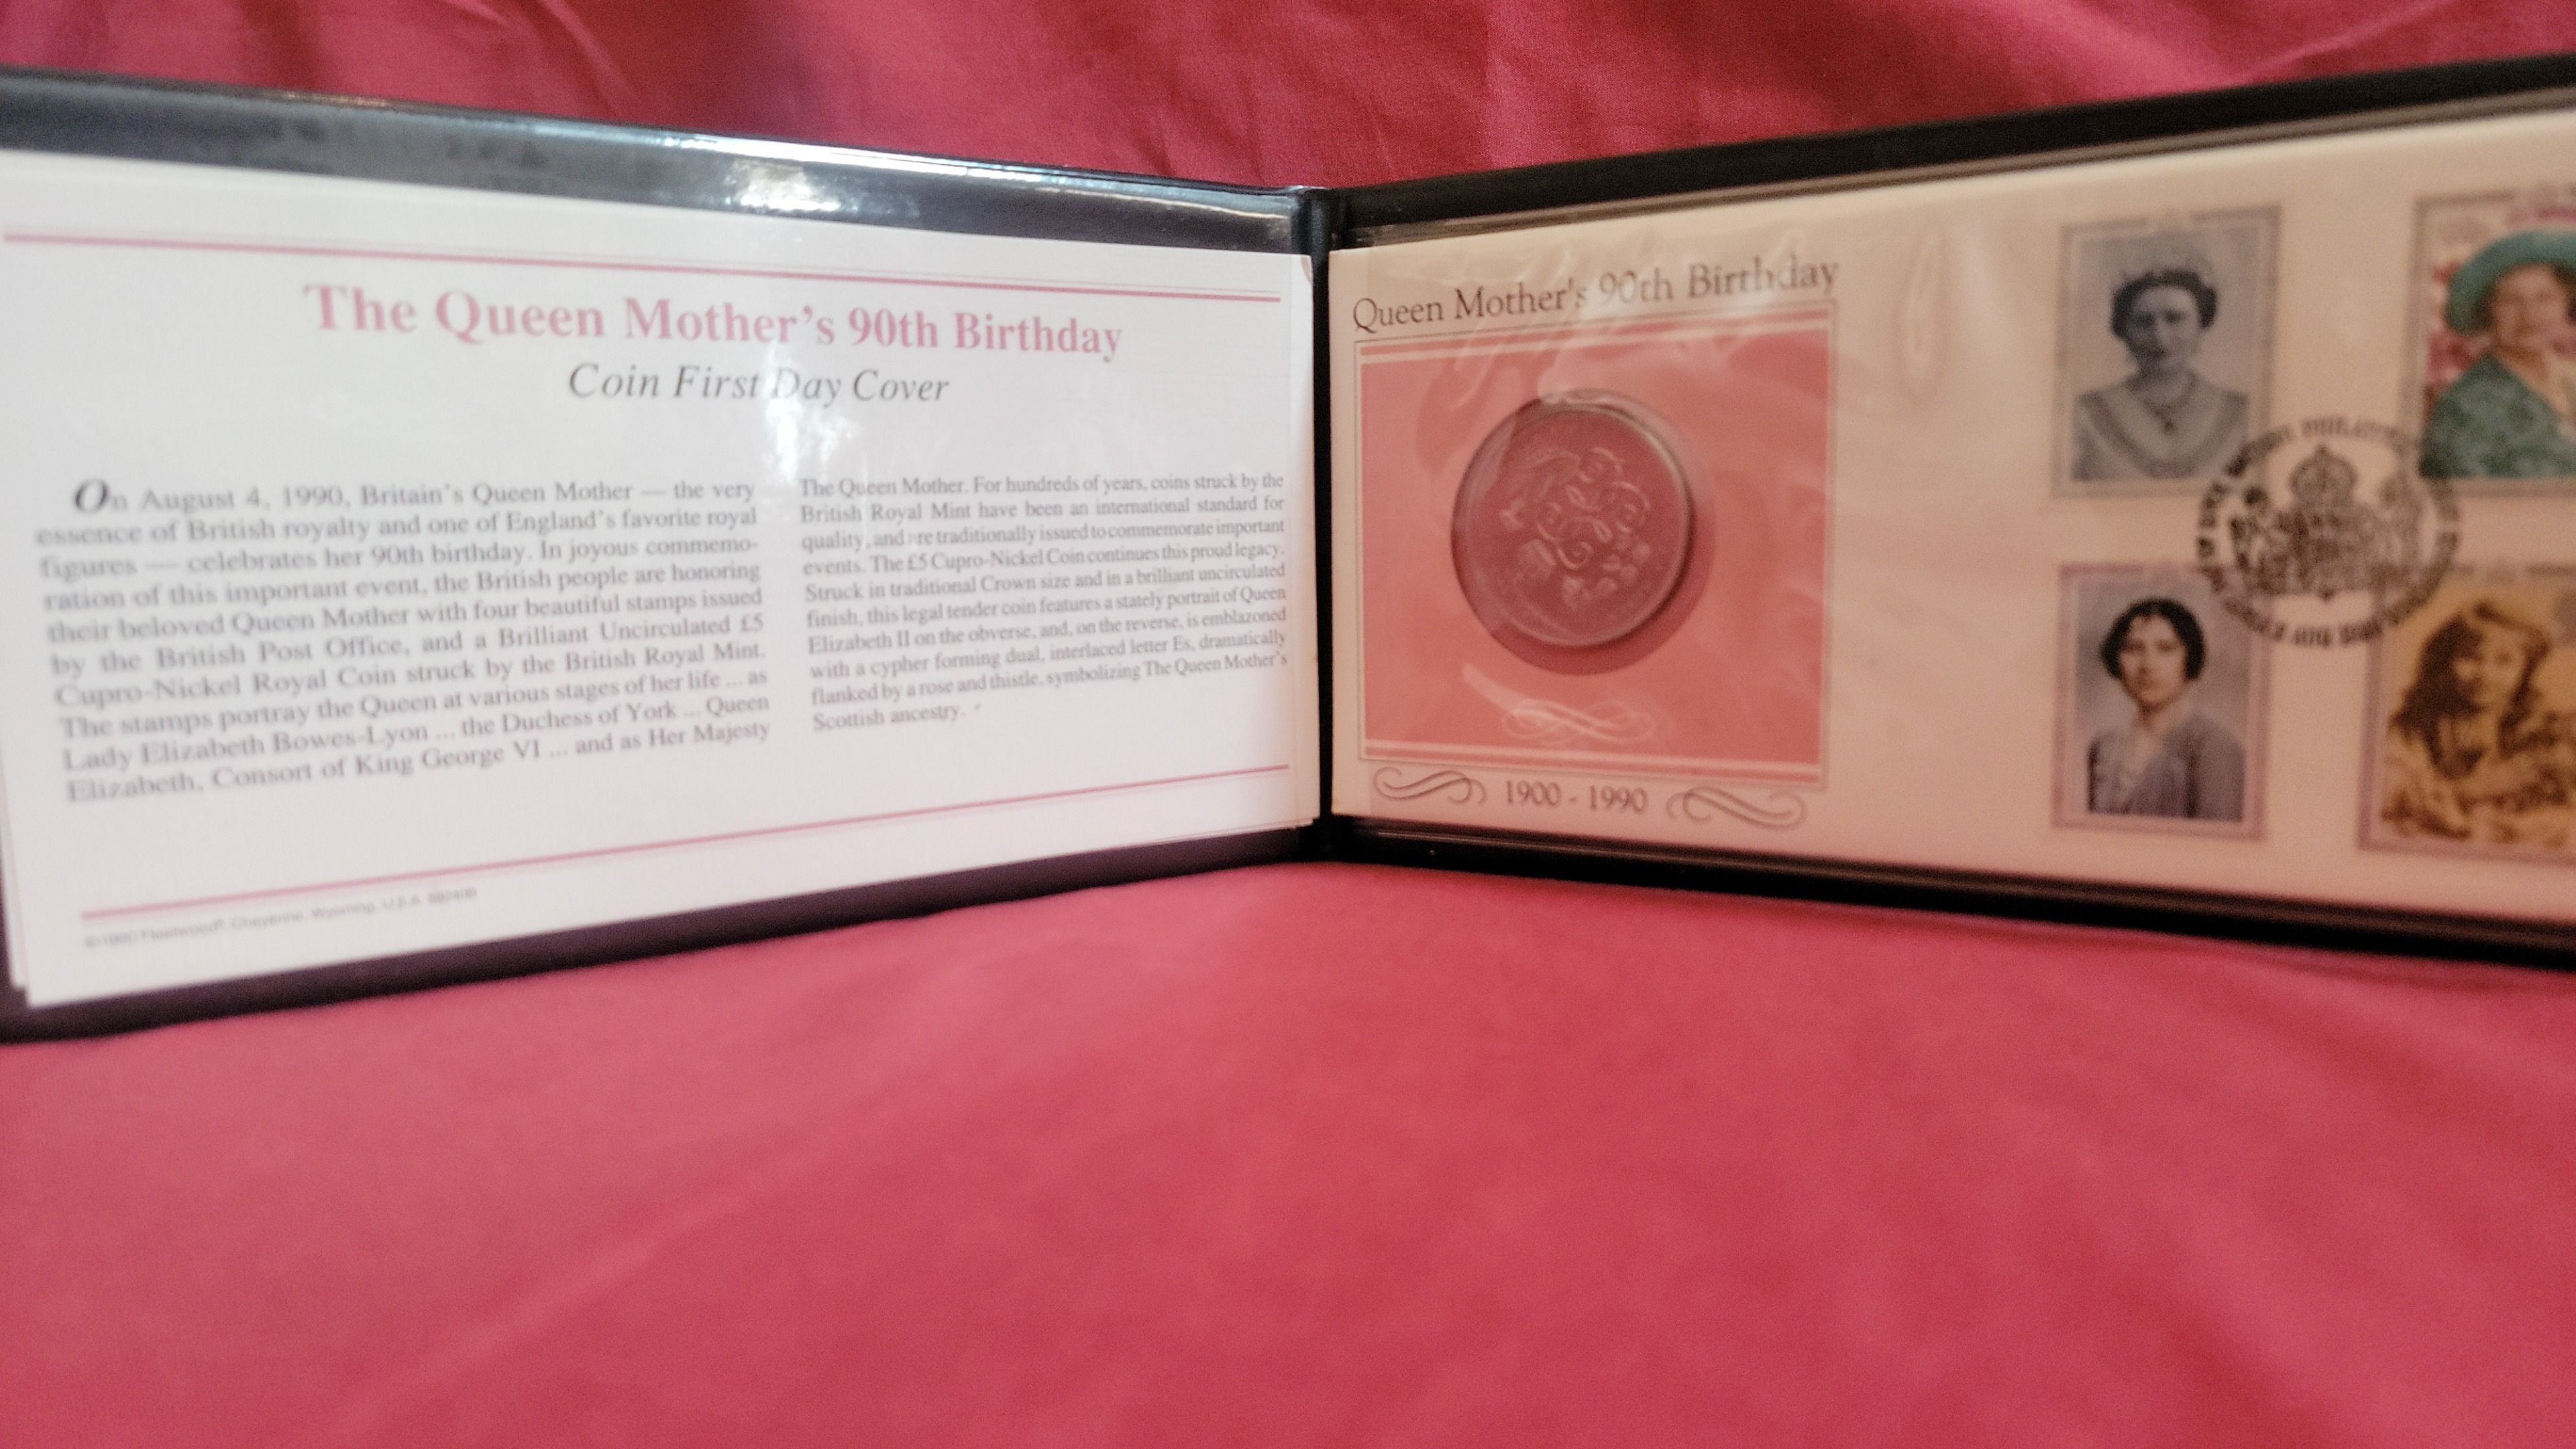 The Queen Mother's 90th Birthday
Coin First Day Cover
On August 4, 1990, Britain's Queen Mother — the very
essence of British royalty and one of England's favorite royal
figures — celebrates her 90th birthday. In joyous commemo-
ration of this important event, the British people are honoring
their beloved Queen Mother with four beautiful stamps issued
by the British Post Office, and a Brilliant Uncirculated £5
Cupro-Nickel Royal Coin struck by the British Royal Mint.
The stamps portray the Queen at various stages of her life ... as
Lady Elizabeth Bowes-Lyon ... the Duchess of York ... Queen
Elizabeth, Consort of King George VI ... and as Her Majesty
The Queen Mother. For hundreds of years, coins struck by the
British Royal Mint have been an international standard for
quality, and are traditionally issued to commemorate important
events. The £5 Cupro-Nickel Coin continues this proud legacy.
Struck in traditional Crown size and in a brilliant uncirculated
finish, this legal tender coin features a stately portrait of Queen
Elizabeth II on the obverse, and, on the reverse, is emblazoned
with a cypher forming dual, interlaced letter Es, dramatically
flanked by a rose and thistle, symbolizing The Queen Mother's
Scottish ancestry.
©1990 Fleetwood® Cheyenne, Wyoming, U.S.A.
Queen Mother's 90th Birthday
1900 - 1990